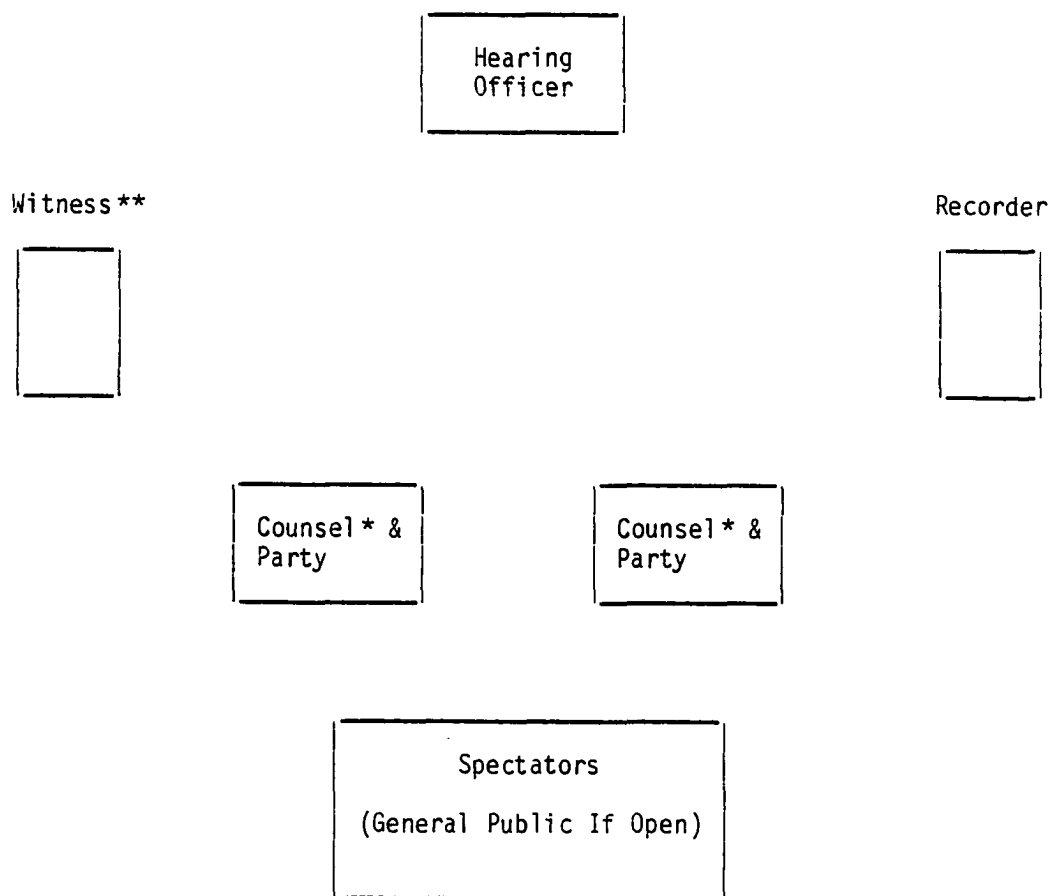 Hearing
Officer
Witness**
Recorder
Counsel* &
Party
Counsel* &
Party
Spectators
(General Public If Open)